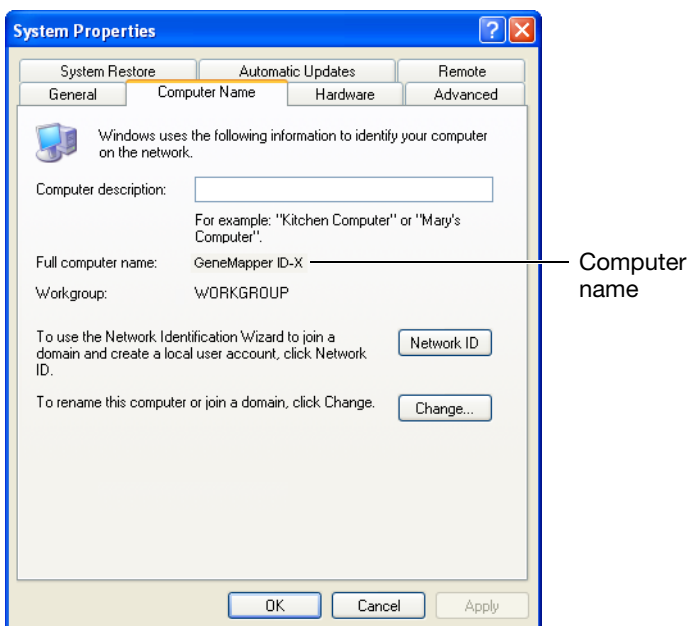 System Properties
System Restore Automatic Updates Remote
General Computer Name Hardware Advanced
Windows uses the following information to identify your computer
on the network.
Computer description:
For example: "Kitchen Computer" or "Mary's
Computer".
Full computer name: GeneMapper ID-X
Computer
name
Workgroup: WORKGROUP
To use the Network Identification Wizard to join a
domain and create a local user account, click Network
ID.
Network ID
To rename this computer or join a domain, click Change.
Change...
OK Cancel Apply